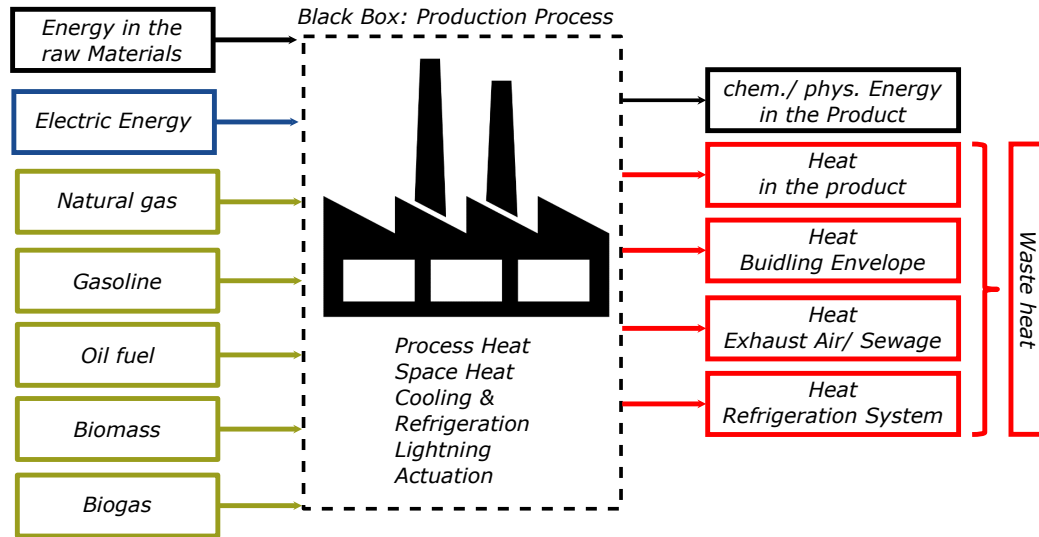 Black Box: Production Process
Energy in the
raw Materials
Electric Energy
Natural gas
Gasoline
Oil fuel
Biomass
Biogas
Process Heat
Space Heat
Cooling &
Refrigeration
Lightning
Actuation
chem./ phys. Energy
in the Product
Heat
in the product
Heat
Buidling Envelope
Heat
Exhaust Air/ Sewage
Heat
Refrigeration System
Waste heat